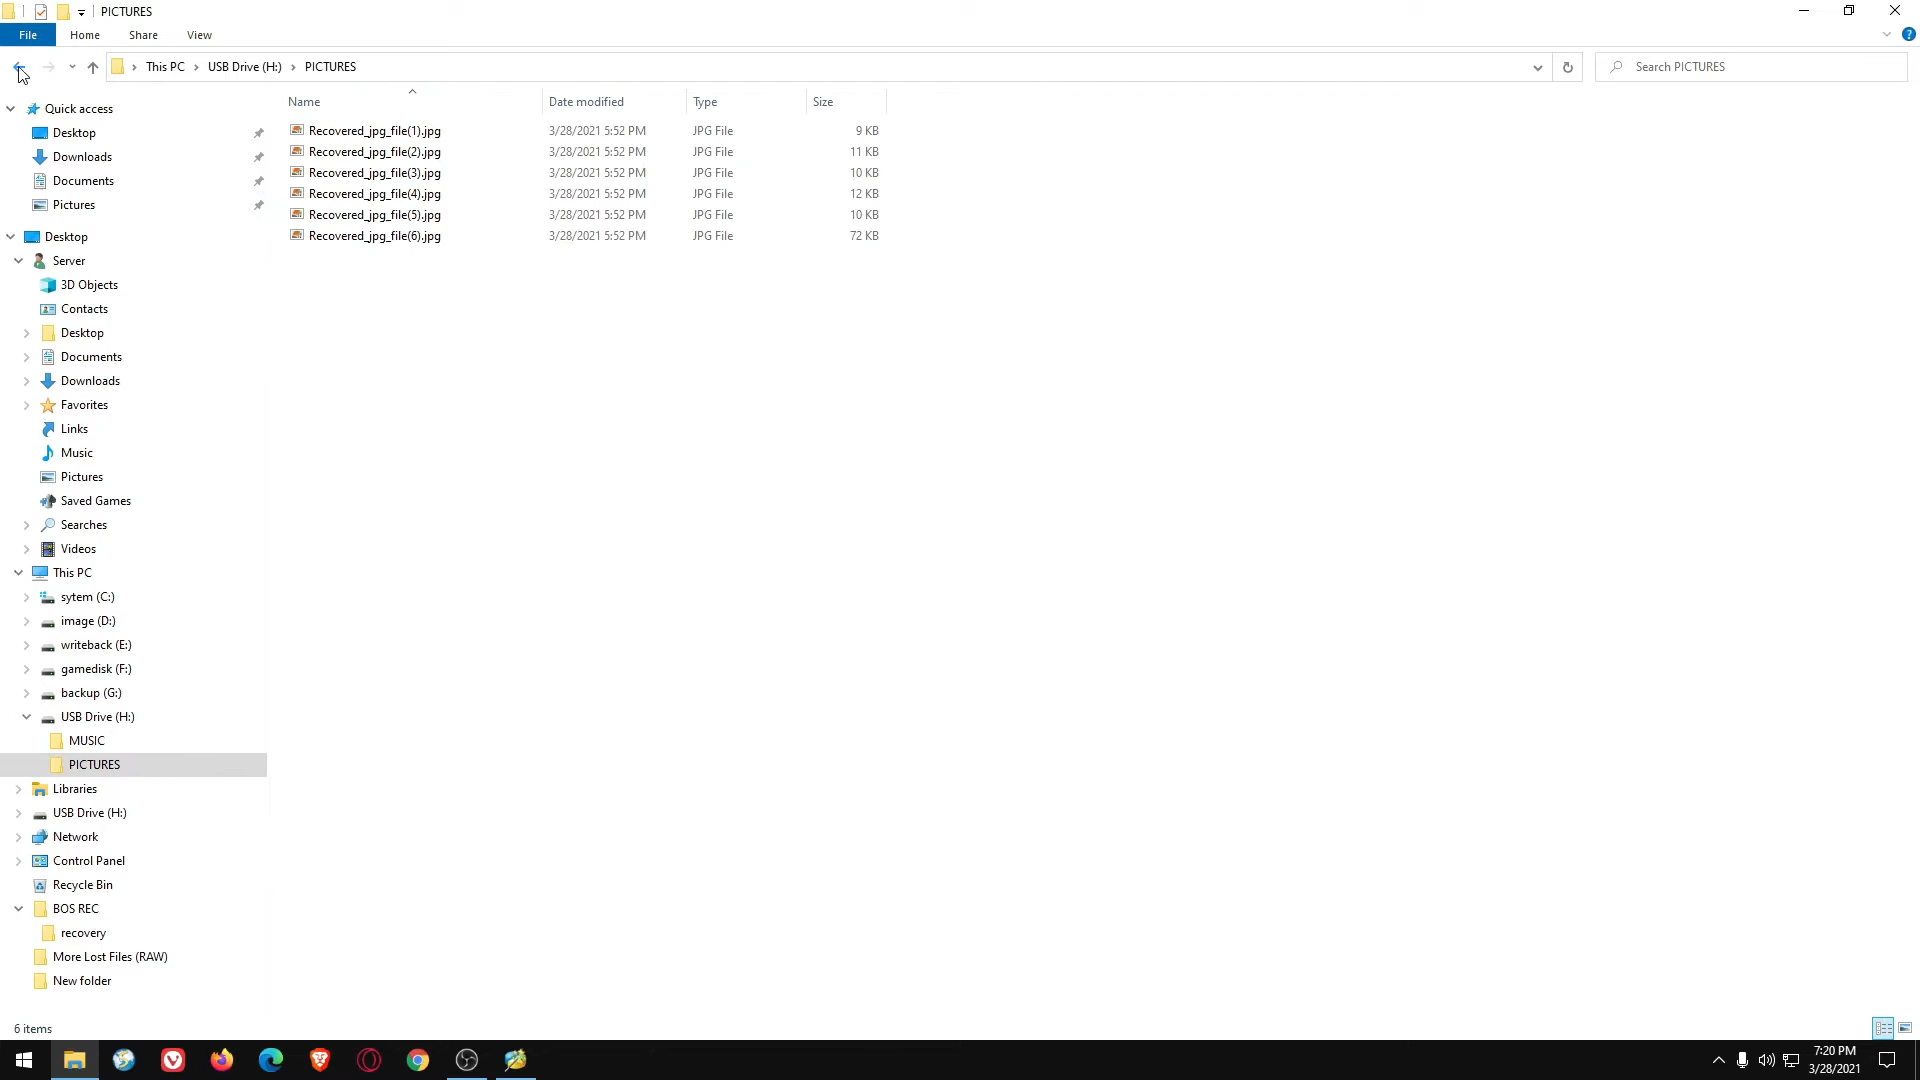 PICTURES
File Home Share View
This PC USB Drive (H:) PICTURES
Search PICTURES
Name Date modified Type Size
Recovered_jpg_file(1).jpg 3/28/2021 5:52 PM JPG File 9 KB
Recovered_jpg_file(2).jpg 3/28/2021 5:52 PM JPG File 11 KB
Recovered_jpg_file(3).jpg 3/28/2021 5:52 PM JPG File 10 KB
Recovered_jpg_file(4).jpg 3/28/2021 5:52 PM JPG File 12 KB
Recovered_jpg_file(5).jpg 3/28/2021 5:52 PM JPG File 10 KB
Recovered_jpg_file(6).jpg 3/28/2021 5:52 PM JPG File 72 KB
Quick access
Desktop
Downloads
Documents
Pictures
Desktop
Server
3D Objects
Contacts
Desktop
Documents
Downloads
Favorites
Links
Music
Pictures
Saved Games
Searches
Videos
This PC
sytem (C:)
image (D:)
writeback (E:)
gamedisk (F:)
backup (G:)
USB Drive (H:)
MUSIC
PICTURES
Libraries
USB Drive (H:)
Network
Control Panel
Recycle Bin
BOS REC
recovery
More Lost Files (RAW)
New folder
6 items
7:20 PM
3/28/2021